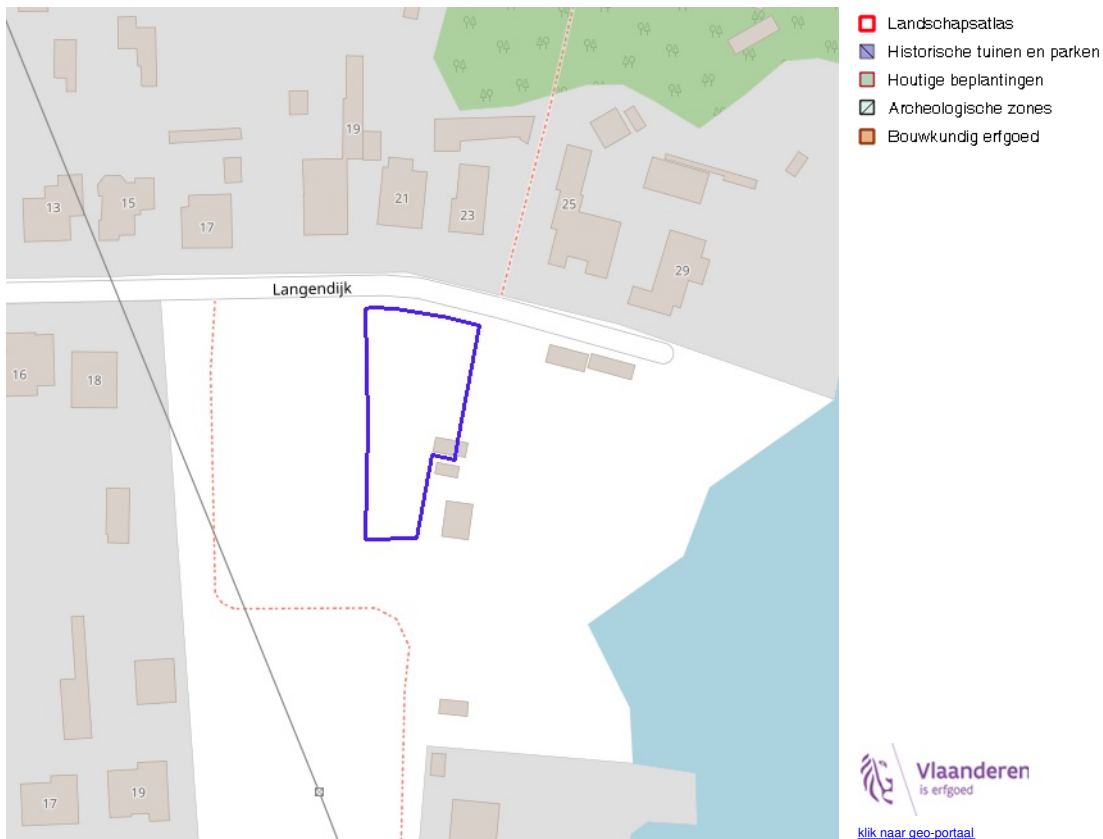 Landschapsatlas
Historische tuinen en parken
Houtige beplantingen
Archeologische zones
Bouwkundig erfgoed
19
13
15
17
21
23
25
29
Langendijk
16
18
17
19
Vlaanderen
is erfgoed
klik naar geo-portaal